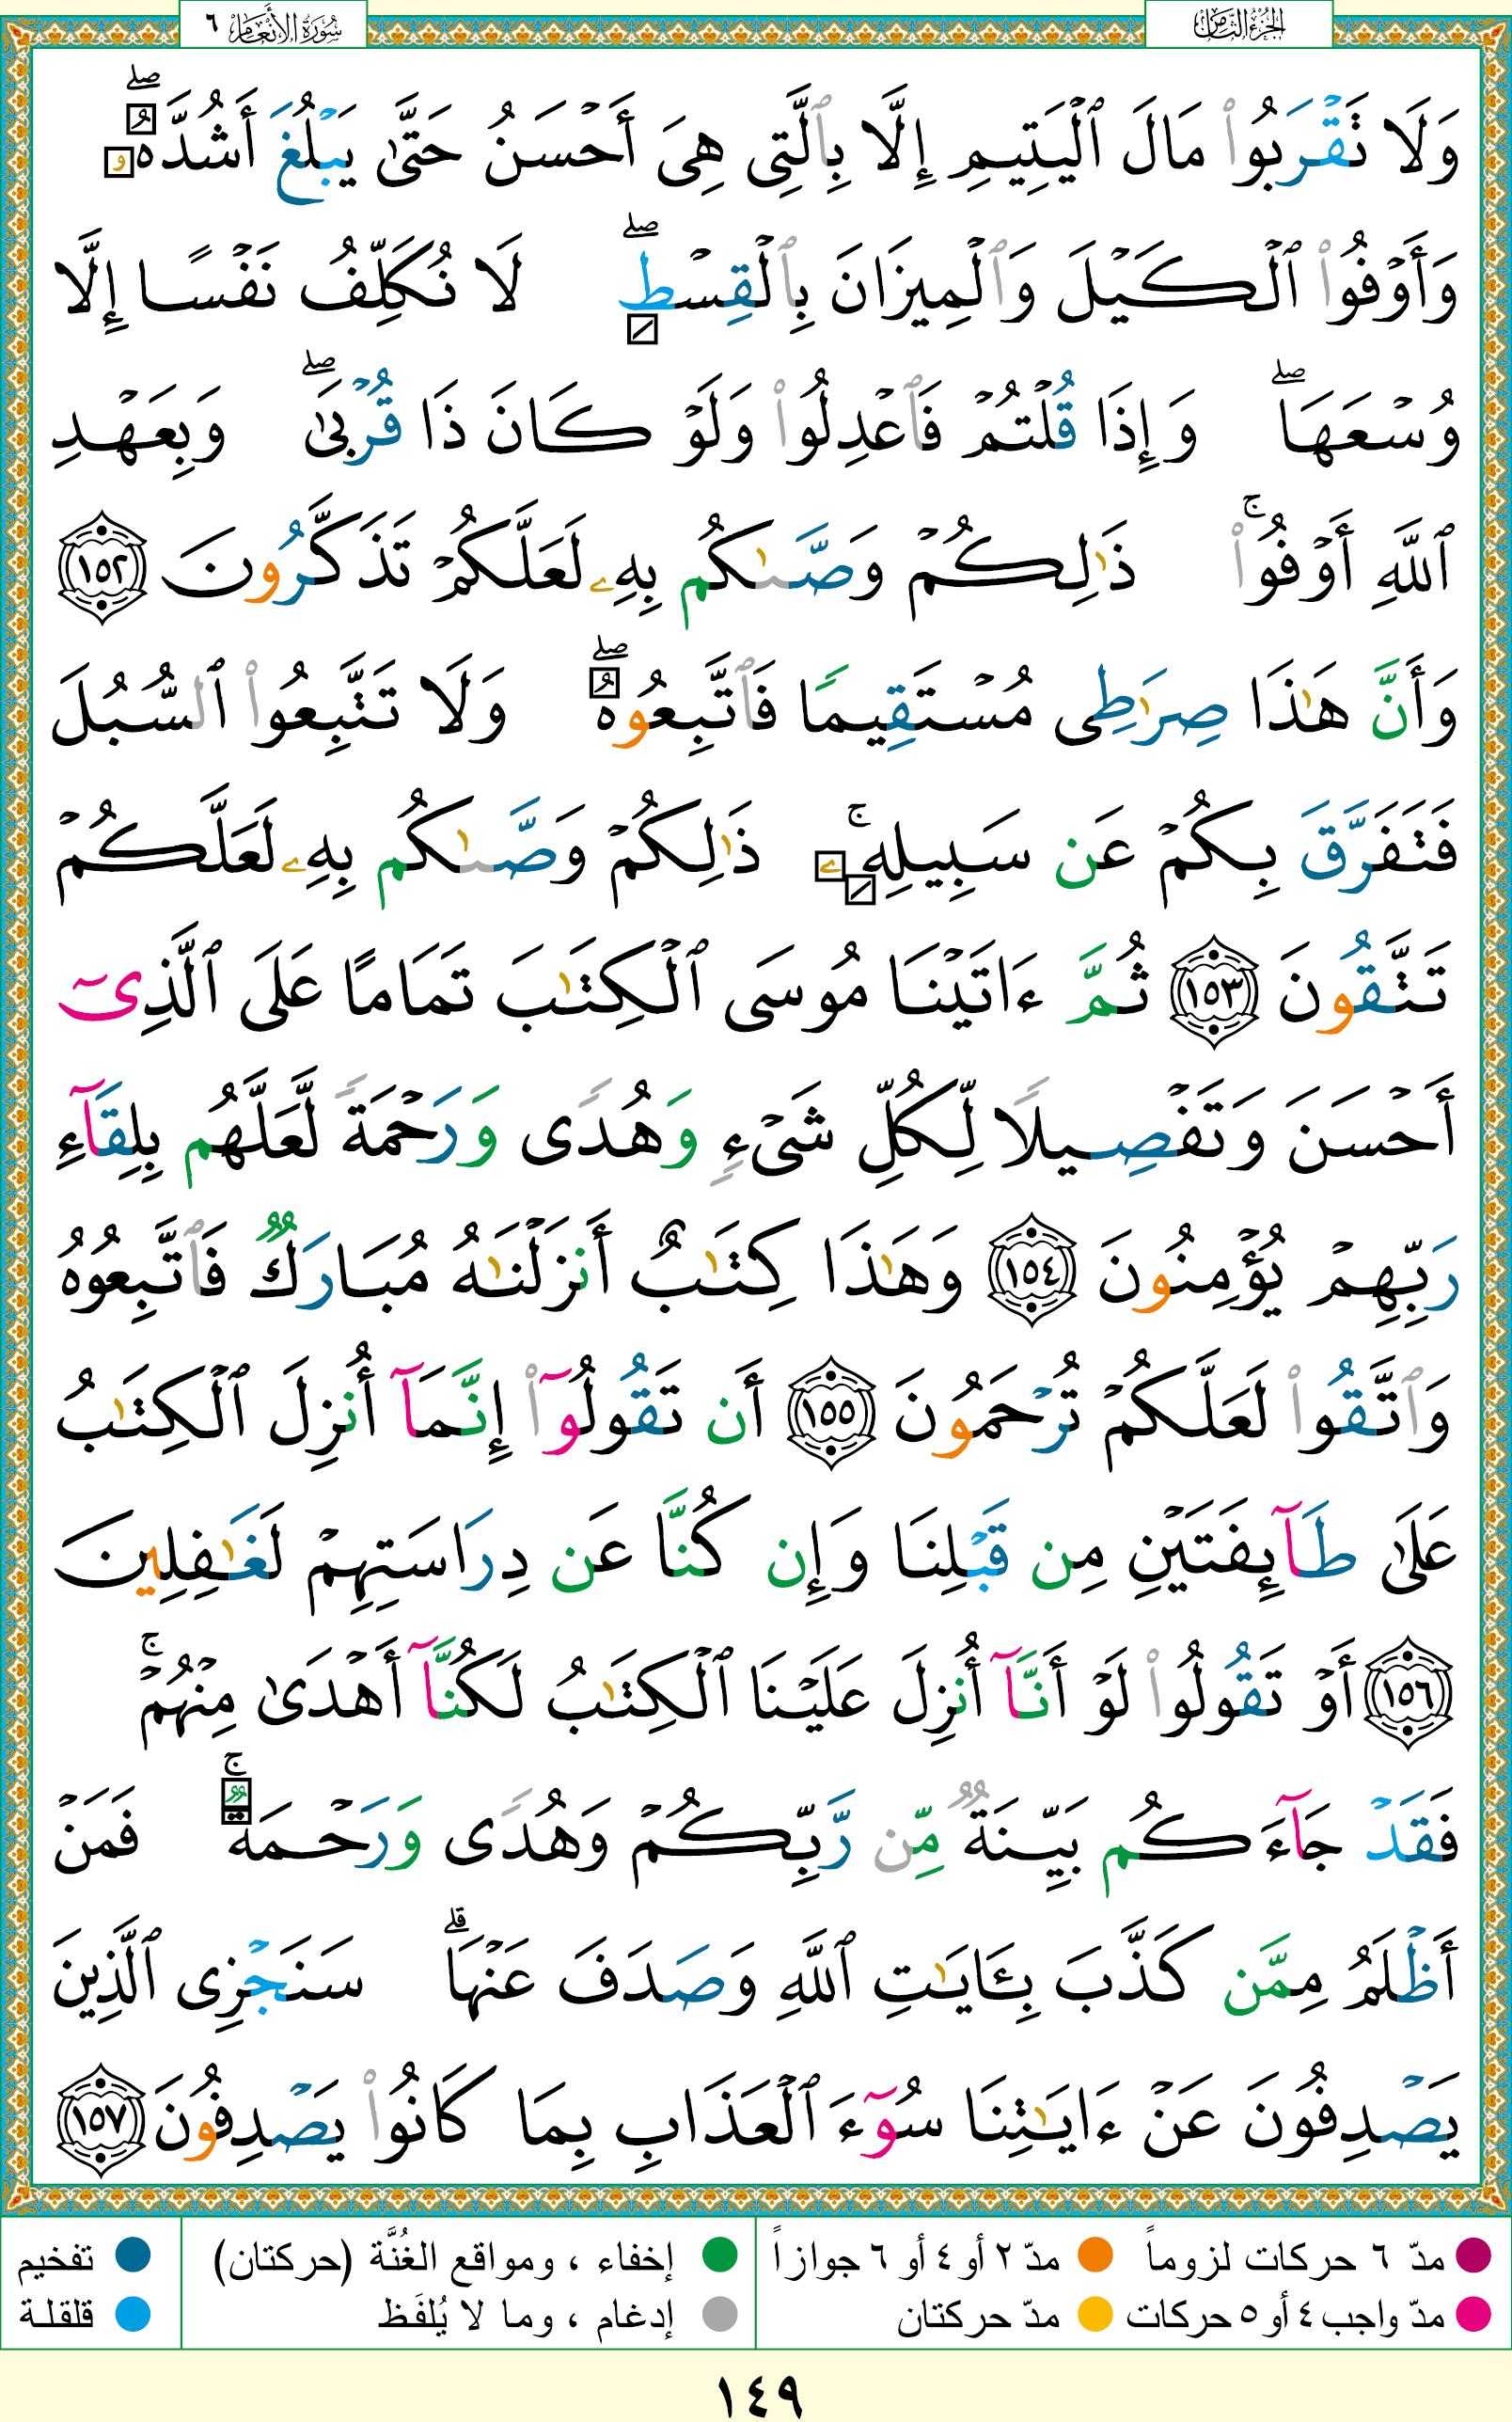 الجزء الثامن
سورة الأنعام ٦
وَلَا تَقْرَبُوا۟ مَالَ ٱلْيَتِيمِ إِلَّا بِٱلَّتِى هِىَ أَحْسَنُ حَتَّىٰ يَبْلُغَ أَشُدَّهُۥ ۖ
وَأَوْفُوا۟ ٱلْكَيْلَ وَٱلْمِيزَانَ بِٱلْقِسْطِ ۖ لَا نُكَلِّفُ نَفْسًا إِلَّا
وُسْعَهَا ۖ وَإِذَا قُلْتُمْ فَٱعْدِلُوا۟ وَلَوْ كَانَ ذَا قُرْبَىٰ ۖ وَبِعَهْدِ
ٱللَّهِ أَوْفُوا۟ ۚ ذَٰلِكُمْ وَصَّىٰكُم بِهِۦ لَعَلَّكُمْ تَذَكَّرُونَ ١٥٢
وَأَنَّ هَٰذَا صِرَٰطِى مُسْتَقِيمًا فَٱتَّبِعُوهُ ۖ وَلَا تَتَّبِعُوا۟ ٱلسُّبُلَ
فَتَفَرَّقَ بِكُمْ عَن سَبِيلِهِۦ ۚ ذَٰلِكُمْ وَصَّىٰكُم بِهِۦ لَعَلَّكُمْ
تَتَّقُونَ ١٥٣ ثُمَّ ءَاتَيْنَا مُوسَى ٱلْكِتَٰبَ تَمَامًا عَلَى ٱلَّذِىٓ
أَحْسَنَ وَتَفْصِيلًا لِّكُلِّ شَىْءٍ وَهُدًى وَرَحْمَةً لَّعَلَّهُم بِلِقَآءِ
رَبِّهِمْ يُؤْمِنُونَ ١٥٤ وَهَٰذَا كِتَٰبٌ أَنزَلْنَٰهُ مُبَارَكٌ فَٱتَّبِعُوهُ
وَٱتَّقُوا۟ لَعَلَّكُمْ تُرْحَمُونَ ١٥٥ أَن تَقُولُوٓا۟ إِنَّمَآ أُنزِلَ ٱلْكِتَٰبُ
عَلَىٰ طَآئِفَتَيْنِ مِن قَبْلِنَا وَإِن كُنَّا عَن دِرَاسَتِهِمْ لَغَٰفِلِينَ
١٥٦ أَوْ تَقُولُوا۟ لَوْ أَنَّآ أُنزِلَ عَلَيْنَا ٱلْكِتَٰبُ لَكُنَّآ أَهْدَىٰ مِنْهُمْ ۚ
فَقَدْ جَآءَكُم بَيِّنَةٌ مِّن رَّبِّكُمْ وَهُدًى وَرَحْمَةٌ ۚ فَمَنْ
أَظْلَمُ مِمَّن كَذَّبَ بِـَٔايَٰتِ ٱللَّهِ وَصَدَفَ عَنْهَا ۗ سَنَجْزِى ٱلَّذِينَ
يَصْدِفُونَ عَنْ ءَايَٰتِنَا سُوٓءَ ٱلْعَذَابِ بِمَا كَانُوا۟ يَصْدِفُونَ ١٥٧
مدّ ٦ حركات لزوماً مدّ ٢ أو ٤ أو ٦ جوازاً إخفاء ، ومواقع الغُنَّة (حركتان) تفخيم
مدّ واجب ٤ أو ٥ حركات مدّ حركتان إدغام ، وما لا يُلفَظ قلقلة
١٤٩